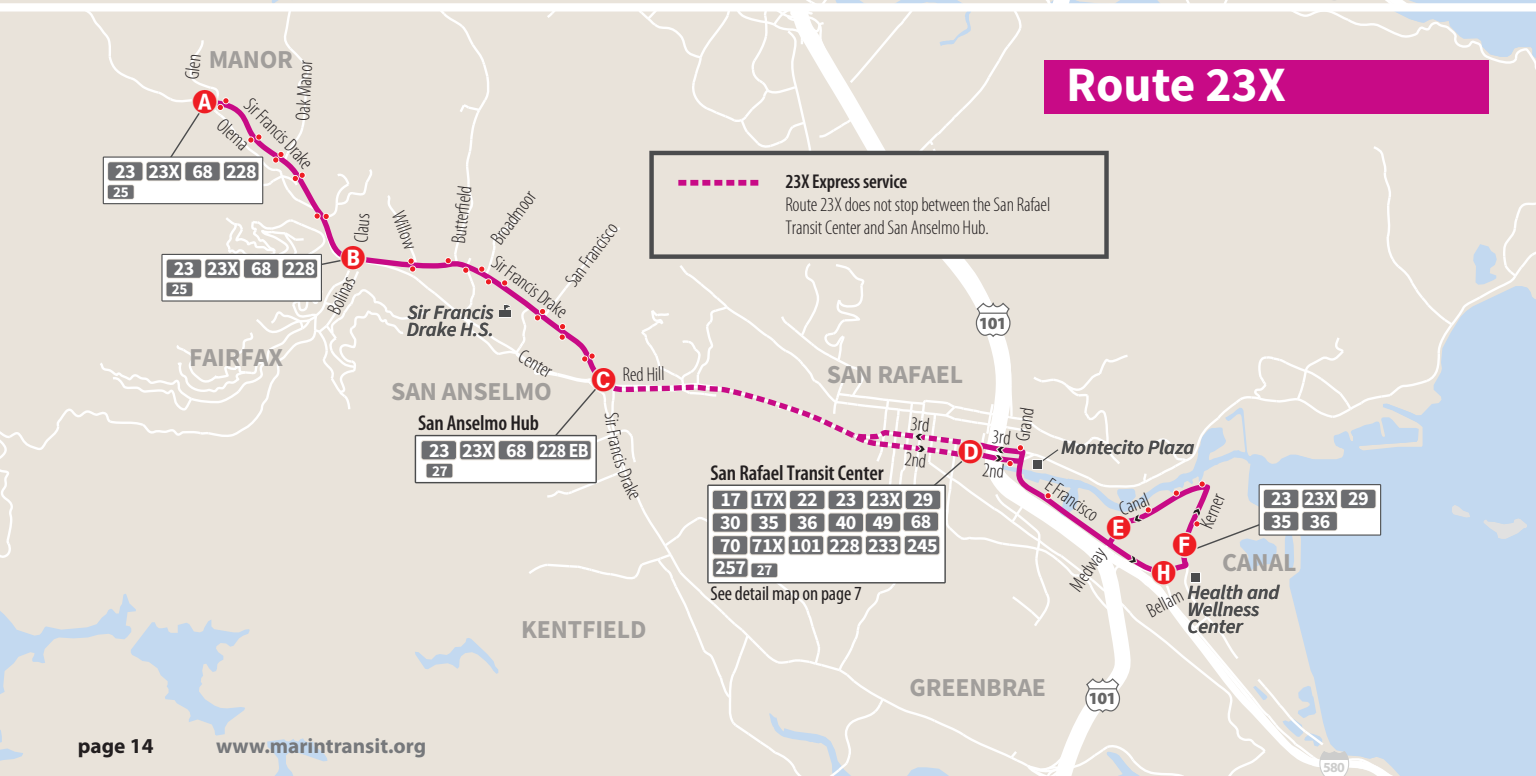 Route 23X
MANOR
Glen
Oak Manor
A
Sir Francis Drake
Olema
23 23X 68 228
25
23X Express service
Route 23X does not stop between the San Rafael
Transit Center and San Anselmo Hub.
B
Claus
Willow
Butterfield
Broadmoor
San Francisco
23 23X 68 228
25
Bolinas
Sir Francis Drake
Sir Francis
Drake H.S.
FAIRFAX
Center
SAN ANSELMO
C
Red Hill
Sir Francis Drake
San Anselmo Hub
23 23X 68 228 EB
27
101
SAN RAFAEL
3rd
2nd
D
3rd
2nd
Grand
Montecito Plaza
San Rafael Transit Center
17 17X 22 23 23X 29
30 35 36 40 49 68
70 71X 101 228 233 245
257 27
See detail map on page 7
E Francisco
Canal
Kerner
E
F
H
23 23X 29
35 36
Medway
Bellam
CANAL
Health and
Wellness
Center
KENTFIELD
GREENBRAE
101
580
page 14
www.marintransit.org